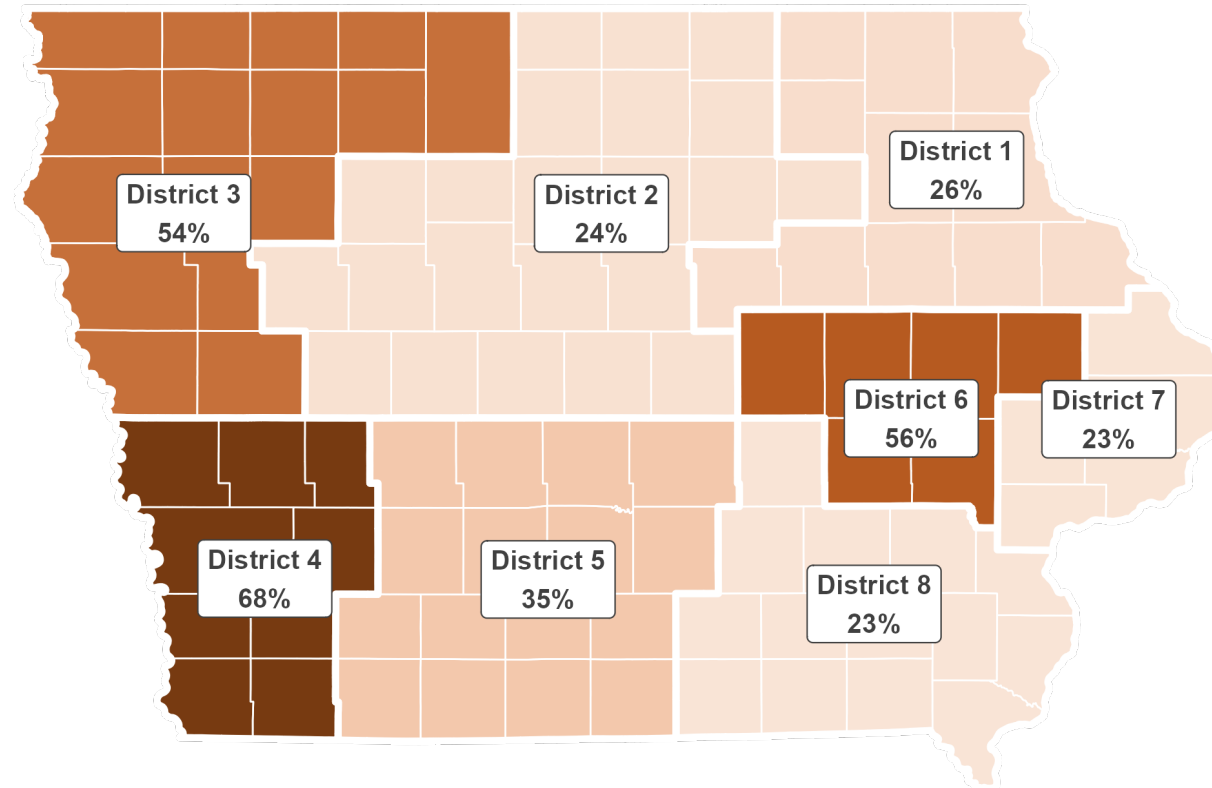 District 1
26%
District 2
24%
District 3
54%
District 4
68%
District 5
35%
District 6
56%
District 7
23%
District 8
23%